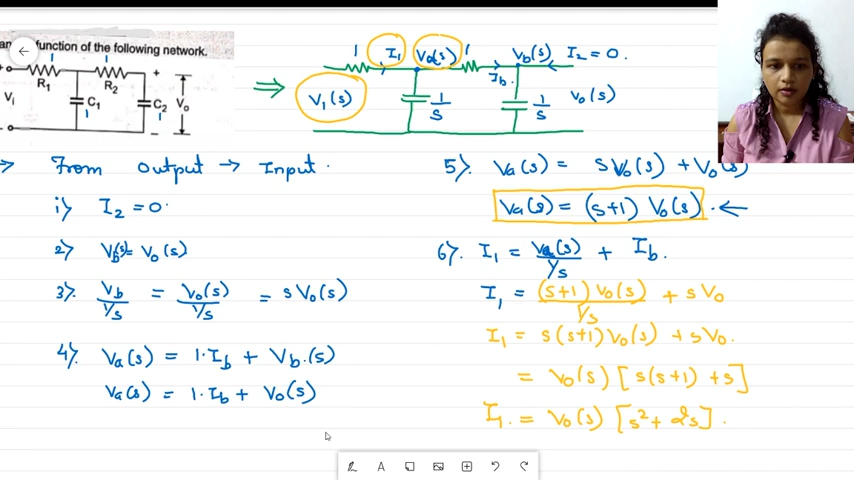 an function of the following network.
1 1
R1 R2 +
Vi C1 C2 Vo
1 1
-
⇒ 1 I1 Va(s) 1 Vb(s) I2 = 0.
Ib
V1(s) 1/s 1/s Vo(s)
⇒ From Output → Input.
i) I2 = 0.
2) Vb(s) = Vo(s)
3) Vb / 1/s = Vo(s) / 1/s = sVo(s)
4) Va(s) = 1·Ib + Vb(s)
Va(s) = 1·Ib + Vo(s)
5) Va(s) = sVo(s) + Vo(s)
Va(s) = (s+1) Vo(s). ←
6) I1 = Va(s) / 1/s + Ib.
I1 = (s+1) Vo(s) / 1/s + sVo
I1 = s(s+1) Vo(s) + sVo.
= Vo(s) [s(s+1) + s]
I1. = Vo(s) [s² + 2s].
A